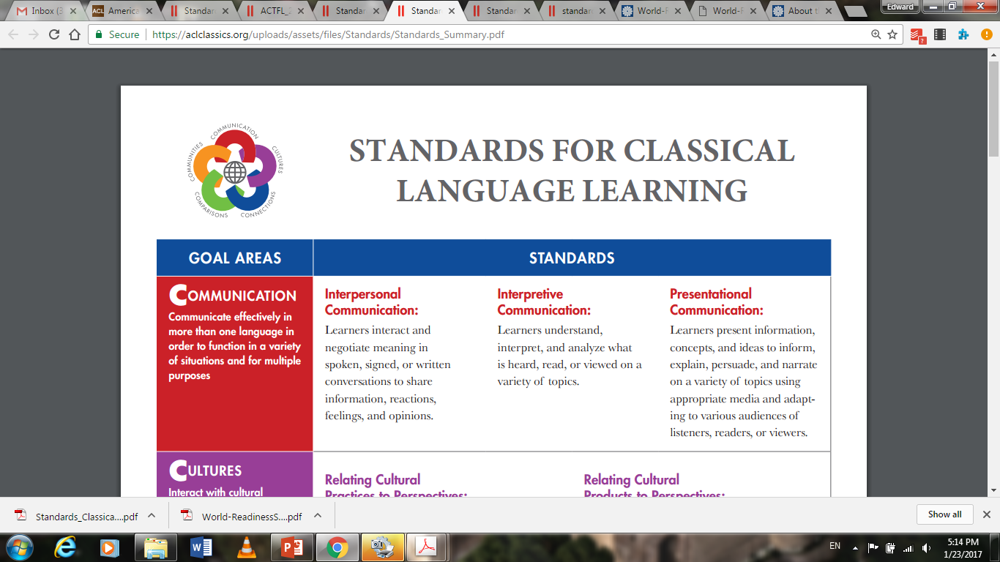 Inbox (3
America
Standar
ACTFL_
Standar
Standar
Standar
standar
World-R
World-R
About t
Edward
Secure
https://aclclassics.org/uploads/assets/files/Standards/Standards_Summary.pdf
COMMUNICATION
CULTURES
CONNECTIONS
COMPARISONS
COMMUNITIES
STANDARDS FOR CLASSICAL
LANGUAGE LEARNING
GOAL AREAS
STANDARDS
COMMUNICATION
Communicate effectively in
more than one language in
order to function in a variety
of situations and for multiple
purposes
Interpersonal
Communication:
Learners interact and
negotiate meaning in
spoken, signed, or written
conversations to share
information, reactions,
feelings, and opinions.
Interpretive
Communication:
Learners understand,
interpret, and analyze what
is heard, read, or viewed on a
variety of topics.
Presentational
Communication:
Learners present information,
concepts, and ideas to inform,
explain, persuade, and narrate
on a variety of topics using
appropriate media and adapt-
ing to various audiences of
listeners, readers, or viewers.
CULTURES
Interact with cultural
Relating Cultural
Practices to Perspectives:
Relating Cultural
Products to Perspectives:
Standards_Classica....pdf
World-ReadinessS....pdf
Show all
EN
5:14 PM
1/23/2017